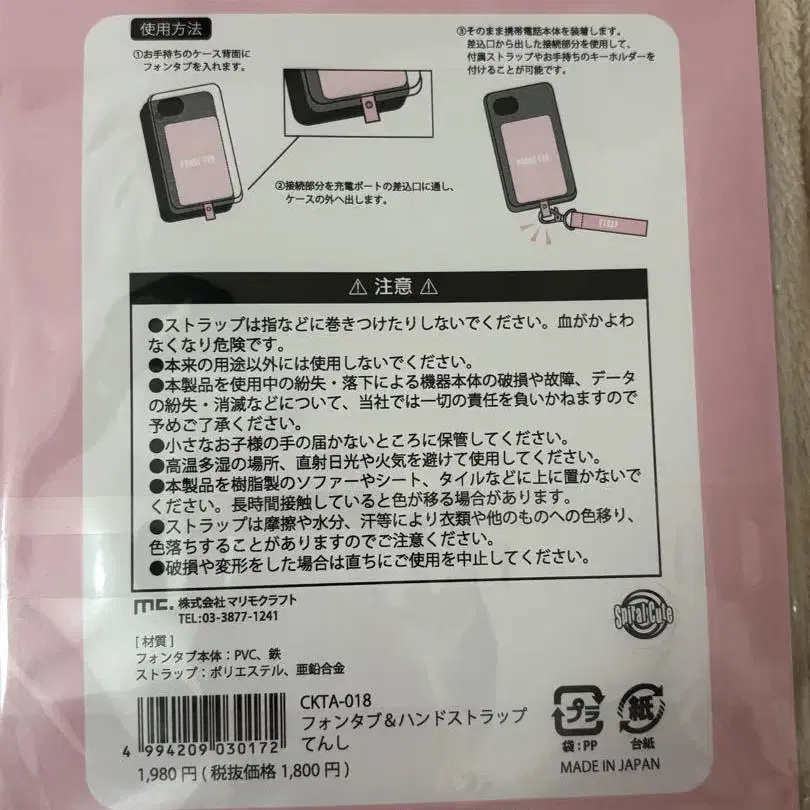 使用方法
①お手持ちのケース背面に
フォンタブを入れます。
②接続部分を充電ポートの差込口に通し、
ケースの外へ出します。
③そのまま携帯電話本体を装着します。
差込口から出した接続部分を使用して、
付属ストラップやお手持ちのキーホルダーを
付けることが可能です。
PHONE TAB
PHONE TAB
STRAP
⚠ 注意 ⚠
●ストラップは指などに巻きつけたりしないでください。血がかよわ
なくなり危険です。
●本来の用途以外には使用しないでください。
●本製品を使用中の紛失・落下による機器本体の破損や故障、データ
の紛失・消滅などについて、当社では一切の責任を負いかねますので
予めご了承ください。
●小さなお子様の手の届かないところに保管してください。
●高温多湿の場所、直射日光や火気を避けて使用してください。
●本製品を樹脂製のソファーやシート、タイルなどに上に置かないで
ください。長時間接触していると色が移る場合があります。
●ストラップは摩擦や水分、汗等により衣類や他のものへの色移り、
色落ちすることがありますのでご注意ください
●破損や変形をした場合は直ちにご使用を中止してください。
mc. 株式会社マリモクラフト
TEL:03-3877-1241
Spiral Cute
[材質]
フォンタブ本体：PVC、鉄
ストラップ：ポリエステル、亜鉛合金
4 994209 030172
CKTA-018
フォンタブ＆ハンドストラップ
てんし
1,980円(税抜価格1,800円)
プラ
袋：PP
紙
台紙
MADE IN JAPAN